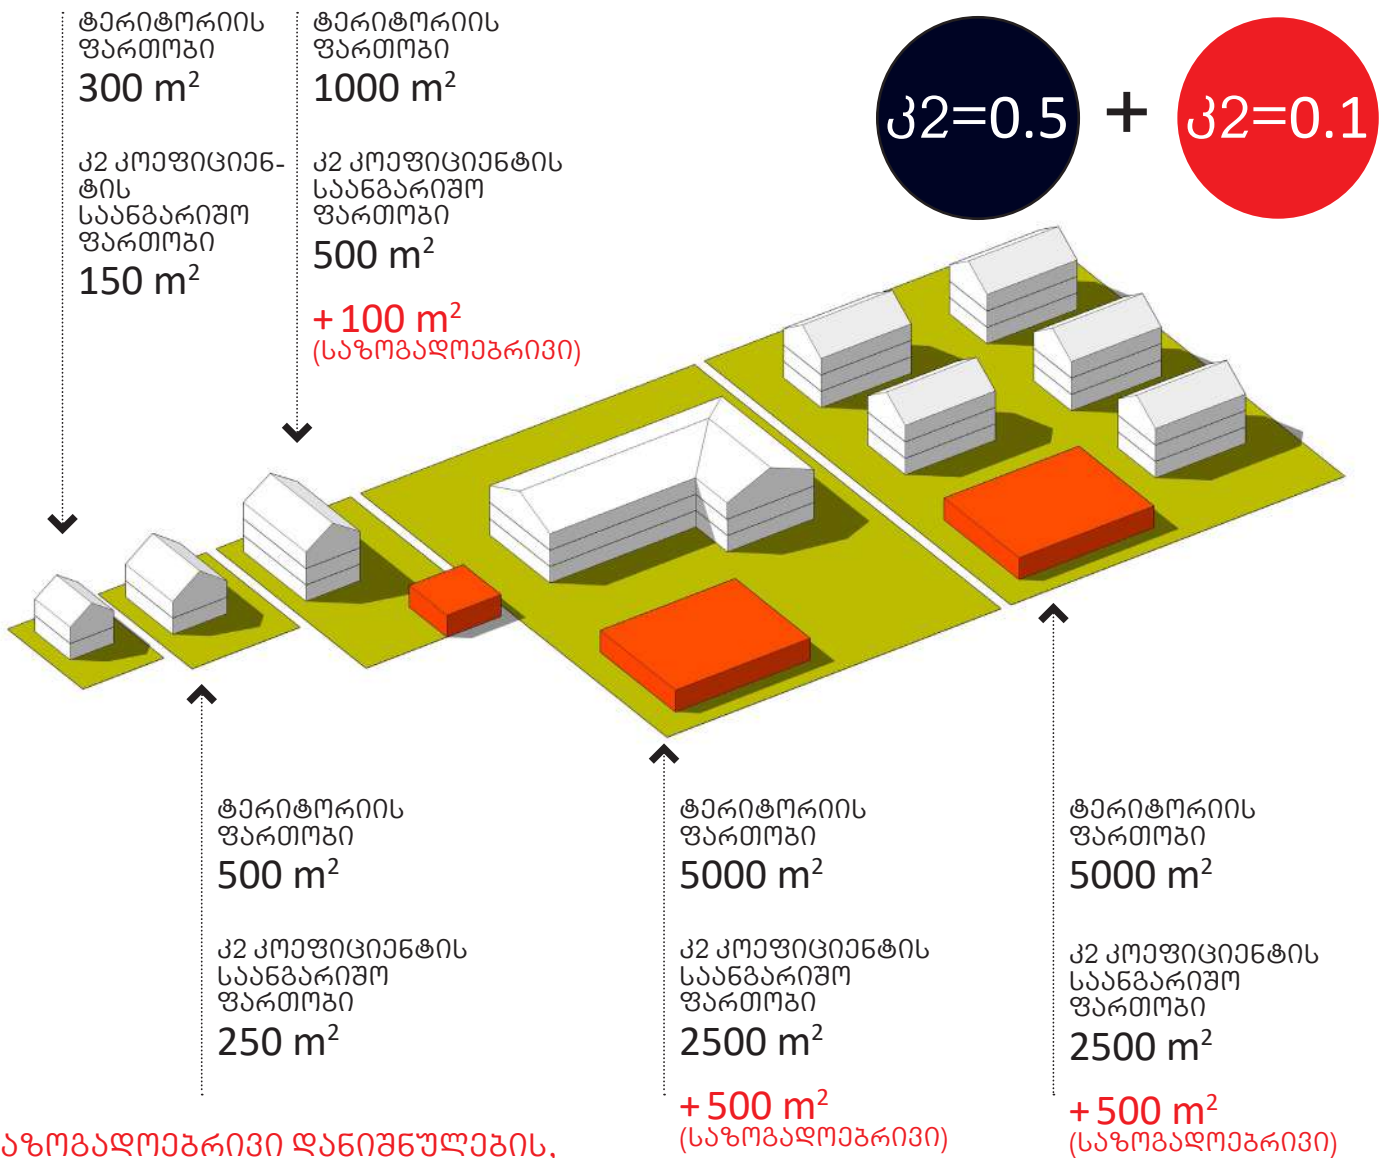 ტერიტორიის
ფართობი
300 m²
კ2 კოეფიციენ-
ტის
საანგარიშო
ფართობი
150 m²
ტერიტორიის
ფართობი
1000 m²
კ2 კოეფიციენტის
საანგარიშო
ფართობი
500 m²
+100 m²
(საზოგადოებრივი)
კ2=0.5 + კ2=0.1
ტერიტორიის
ფართობი
500 m²
კ2 კოეფიციენტის
საანგარიშო
ფართობი
250 m²
ტერიტორიის
ფართობი
5000 m²
კ2 კოეფიციენტის
საანგარიშო
ფართობი
2500 m²
+500 m²
(საზოგადოებრივი)
ტერიტორიის
ფართობი
5000 m²
კ2 კოეფიციენტის
საანგარიშო
ფართობი
2500 m²
+500 m²
(საზოგადოებრივი)
აზოგადოებრივი დანიშნულების,